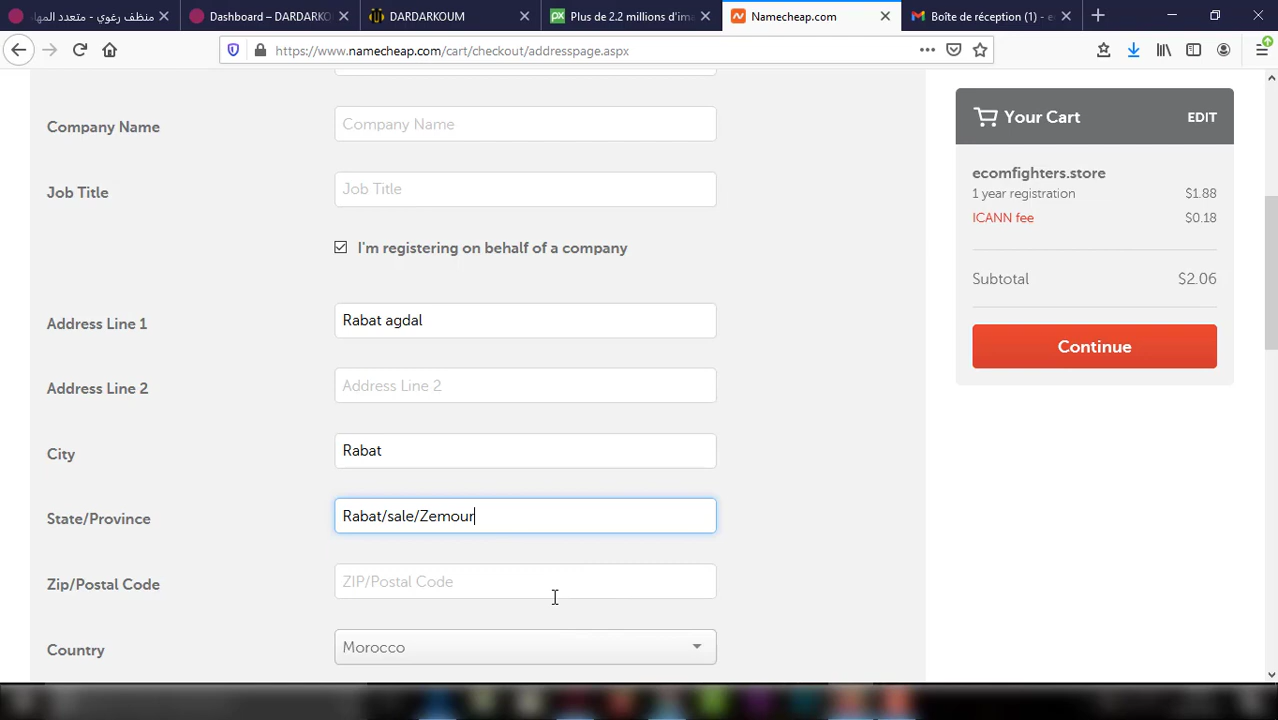 منظف رغوي - متعدد المها
Dashboard – DARDARKO
DARDARKOUM
Plus de 2.2 millions d'im
Namecheap.com
Boîte de réception (1) - e
https://www.namecheap.com/cart/checkout/addresspage.aspx
Company Name
Company Name
Job Title
Job Title
I'm registering on behalf of a company
Address Line 1
Rabat agdal
Address Line 2
Address Line 2
City
Rabat
State/Province
Rabat/sale/Zemour
Zip/Postal Code
ZIP/Postal Code
Country
Morocco
Your Cart
EDIT
ecomfighters.store
1 year registration
$1.88
ICANN fee
$0.18
Subtotal
$2.06
Continue